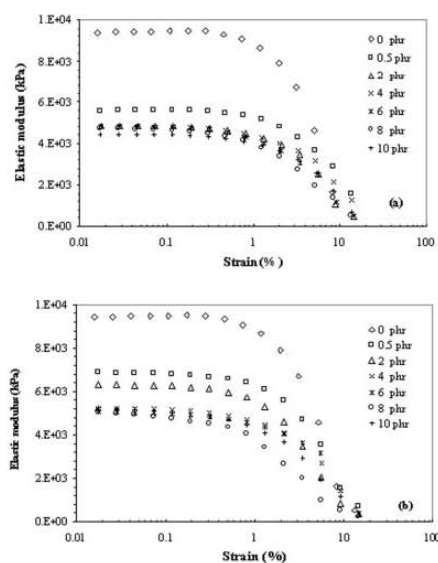 1.E+04
8.E+03
6.E+03
4.E+03
2.E+03
0.E+00
Elastic modulus (kPa)
0 phr
0.5 phr
2 phr
4 phr
6 phr
8 phr
10 phr
(a)
0.01 0.1 1 10 100
Strain (% )
1.E+04
8.E+03
6.E+03
4.E+03
2.E+03
0.E+00
Elastic modulus (kPa)
0 phr
0.5 phr
2 phr
4 phr
6 phr
8 phr
10 phr
(b)
0.01 0.1 1 10 100
Strain (%)